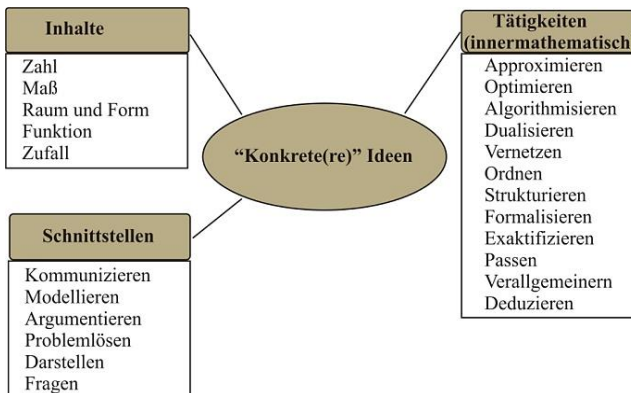 Inhalte
Zahl
Maß
Raum und Form
Funktion
Zufall
“Konkrete(re)” Ideen
Schnittstellen
Kommunizieren
Modellieren
Argumentieren
Problemlösen
Darstellen
Fragen
Tätigkeiten
(innermathematisch
Approximieren
Optimieren
Algorithmisieren
Dualisieren
Vernetzen
Ordnen
Strukturieren
Formalisieren
Exaktifizieren
Passen
Verallgemeinern
Deduzieren